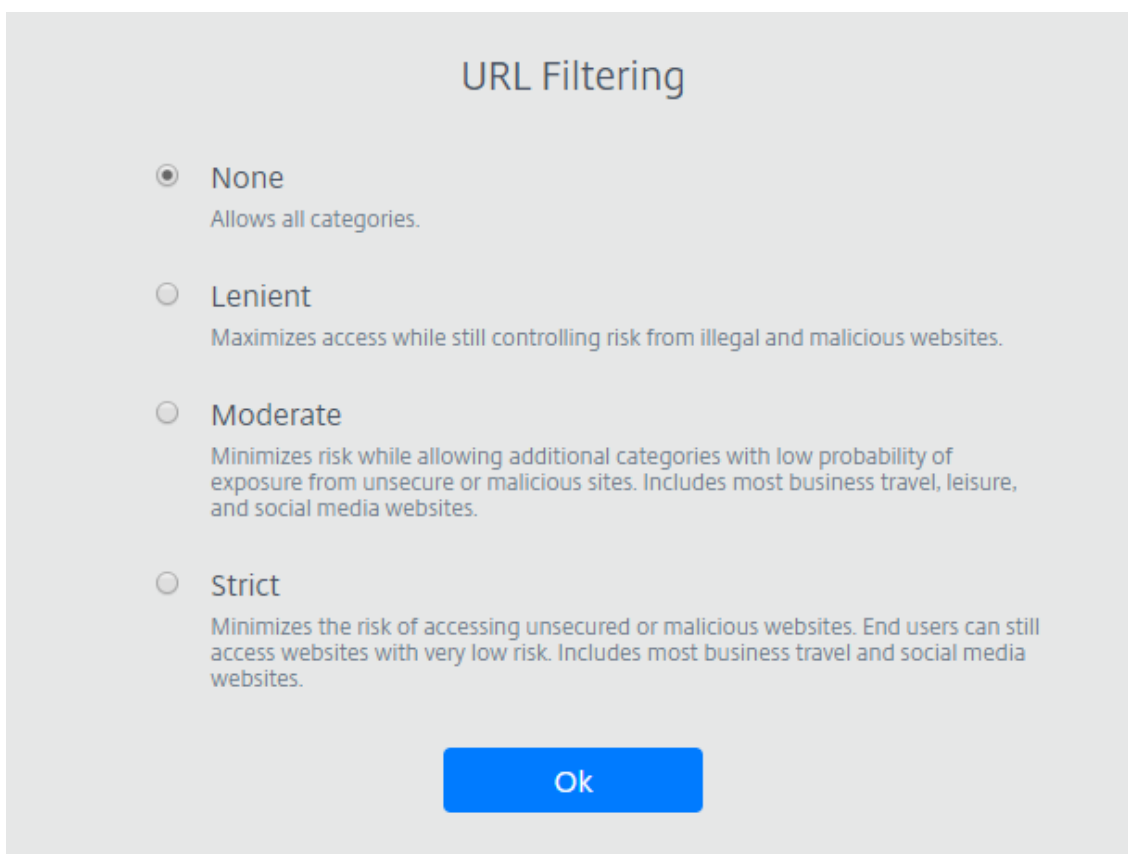 URL Filtering
None
Allows all categories.
Lenient
Maximizes access while still controlling risk from illegal and malicious websites.
Moderate
Minimizes risk while allowing additional categories with low probability of
exposure from unsecure or malicious sites. Includes most business travel, leisure,
and social media websites.
Strict
Minimizes the risk of accessing unsecured or malicious websites. End users can still
access websites with very low risk. Includes most business travel and social media
websites.
Ok